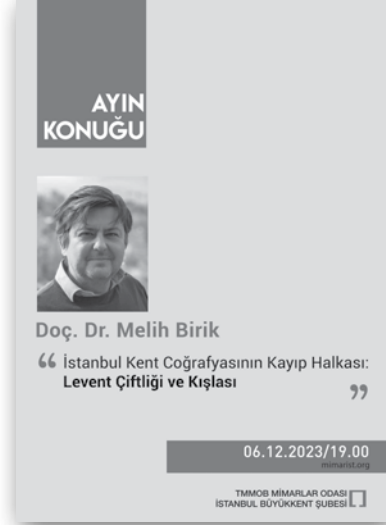 AYIN
KONUĞU
Doç. Dr. Melih Birik
“ İstanbul Kent Coğrafyasının Kayıp Halkası:
Levent Çiftliği ve Kışlası ”
06.12.2023/19.00
mimarist.org
TMMOB MİMARLAR ODASI
İSTANBUL BÜYÜKKENT ŞUBESİ